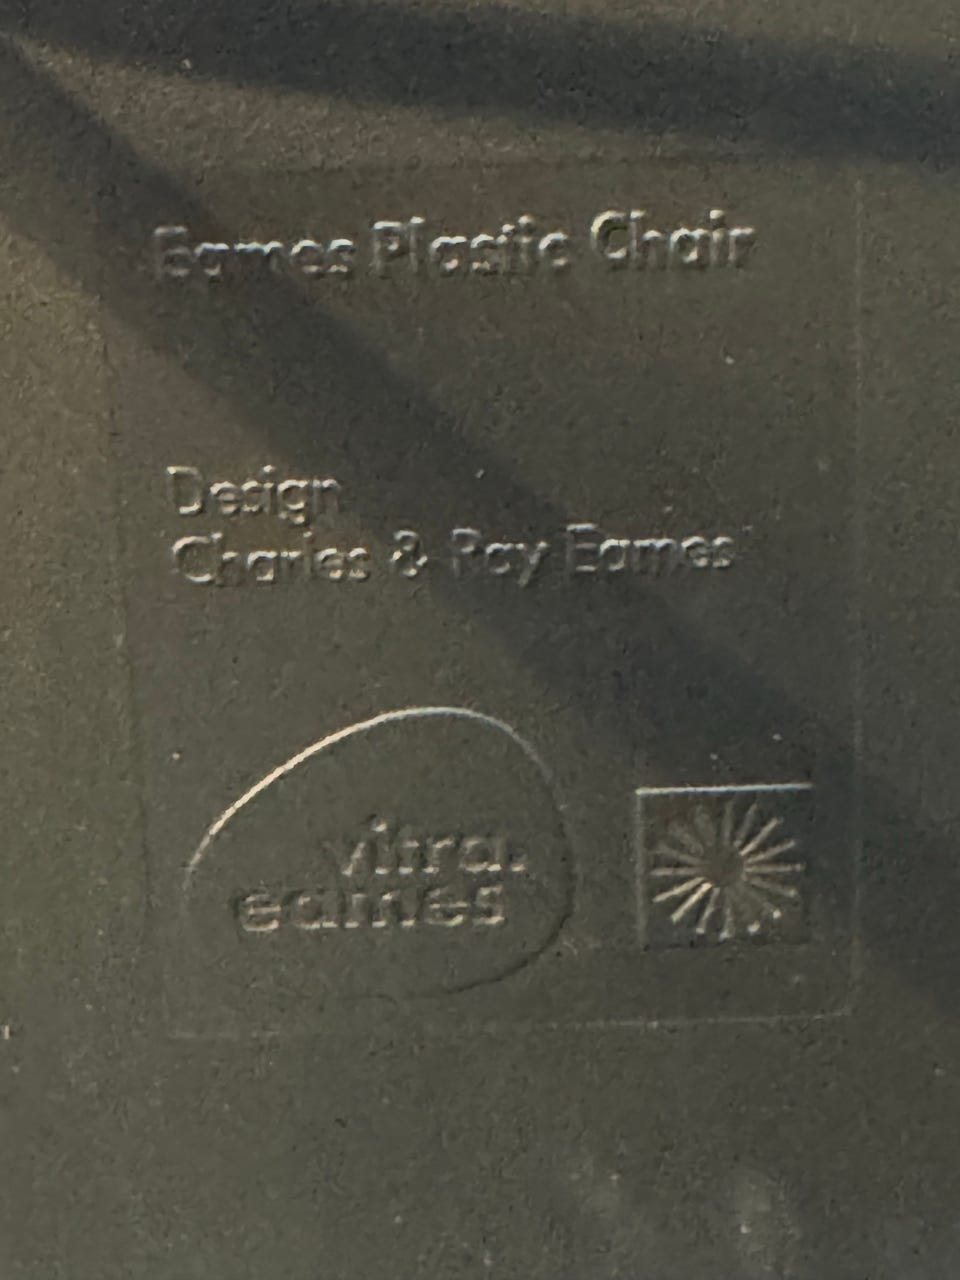 Eames Plastic Chair
Design
Charles & Ray Eames
vitra.
eames